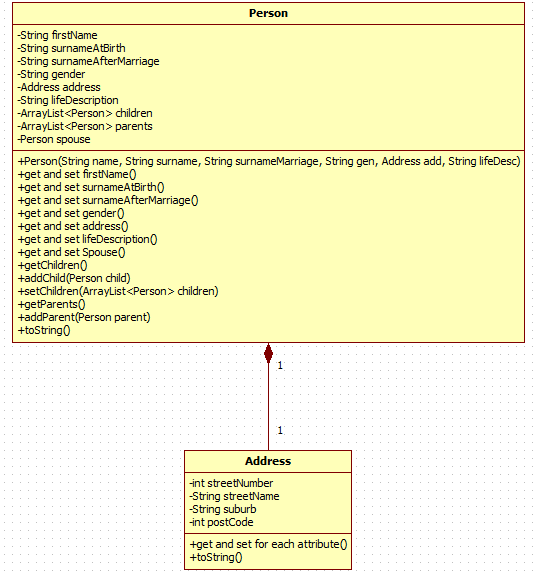 Person
-String firstName
-String surnameAtBirth
-String surnameAfterMarriage
-String gender
-Address address
-String lifeDescription
-ArrayList<Person> children
-ArrayList<Person> parents
-Person spouse
+Person(String name, String surname, String surnameMarriage, String gen, Address add, String lifeDesc)
+get and set firstName()
+get and set surnameAtBirth()
+get and set surnameAfterMarriage()
+get and set gender()
+get and set address()
+get and set lifeDescription()
+get and set Spouse()
+getChildren()
+addChild(Person child)
+setChildren(ArrayList<Person> children)
+getParents()
+addParent(Person parent)
+toString()
1
1
Address
-int streetNumber
-String streetName
-String suburb
-int postCode
+get and set for each attribute()
+toString()